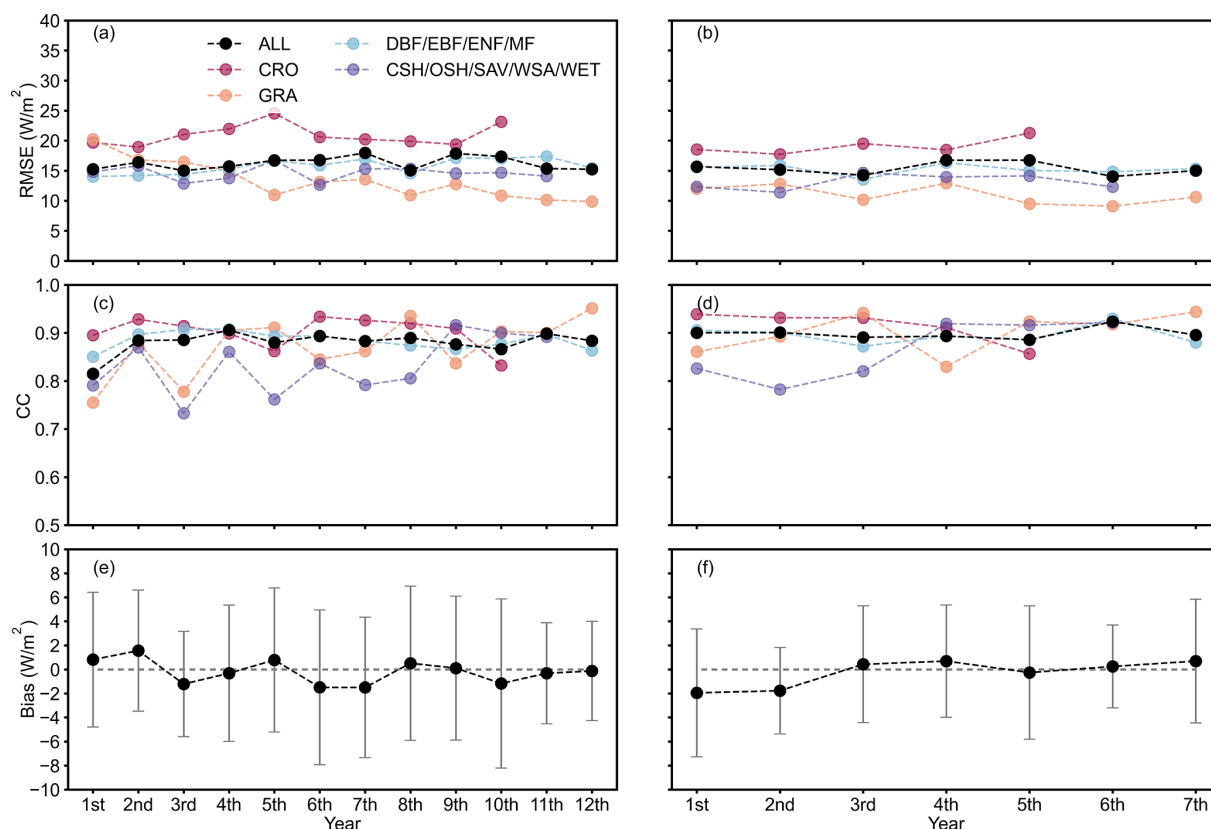 (a)
ALL
CRO
GRA
DBF/EBF/ENF/MF
CSH/OSH/SAV/WSA/WET
40
35
30
25
20
15
10
5
0
RMSE (W/m²)
(b)
(c)
1.0
0.9
0.8
0.7
0.6
0.5
CC
(d)
(e)
10
8
6
4
2
0
−2
−4
−6
−8
−10
Bias (W/m²)
1st 2nd 3rd 4th 5th 6th 7th 8th 9th 10th 11th 12th
Year
(f)
1st 2nd 3rd 4th 5th 6th 7th
Year